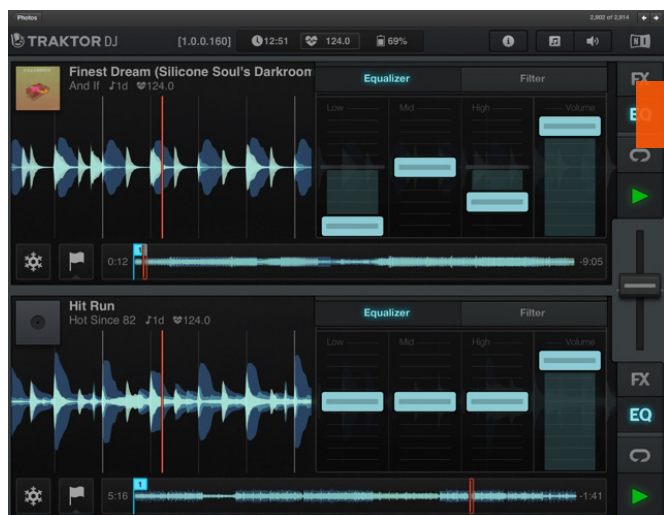 Photos
2,902 of 2,914
TRAKTOR DJ [1.0.0.160] 12:51 124.0 69%
Finest Dream (Silicone Soul's Darkroom
And If ♪1d 124.0
Equalizer Filter FX
Low Mid High Volume
EQ
1
0:12 -9:05
Hit Run
Hot Since 82 ♪1d 124.0
Equalizer Filter
Low Mid High Volume
FX
EQ
1
5:16 -1:41